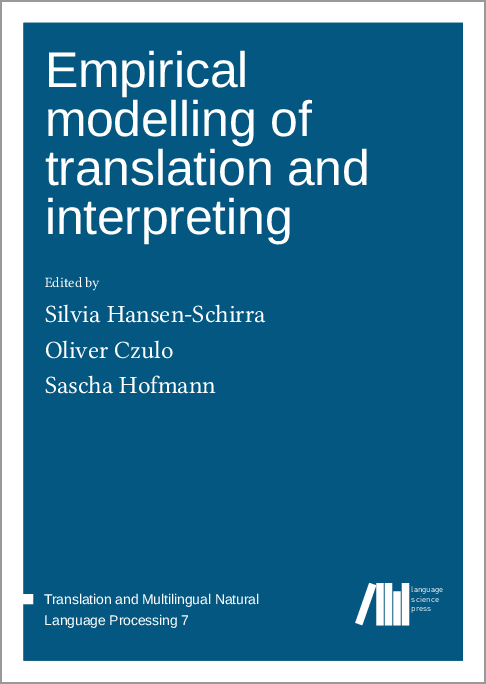 Empirical
modelling of
translation and
interpreting
Edited by
Silvia Hansen-Schirra
Oliver Czulo
Sascha Hofmann
Translation and Multilingual Natural
Language Processing 7
language
science
press